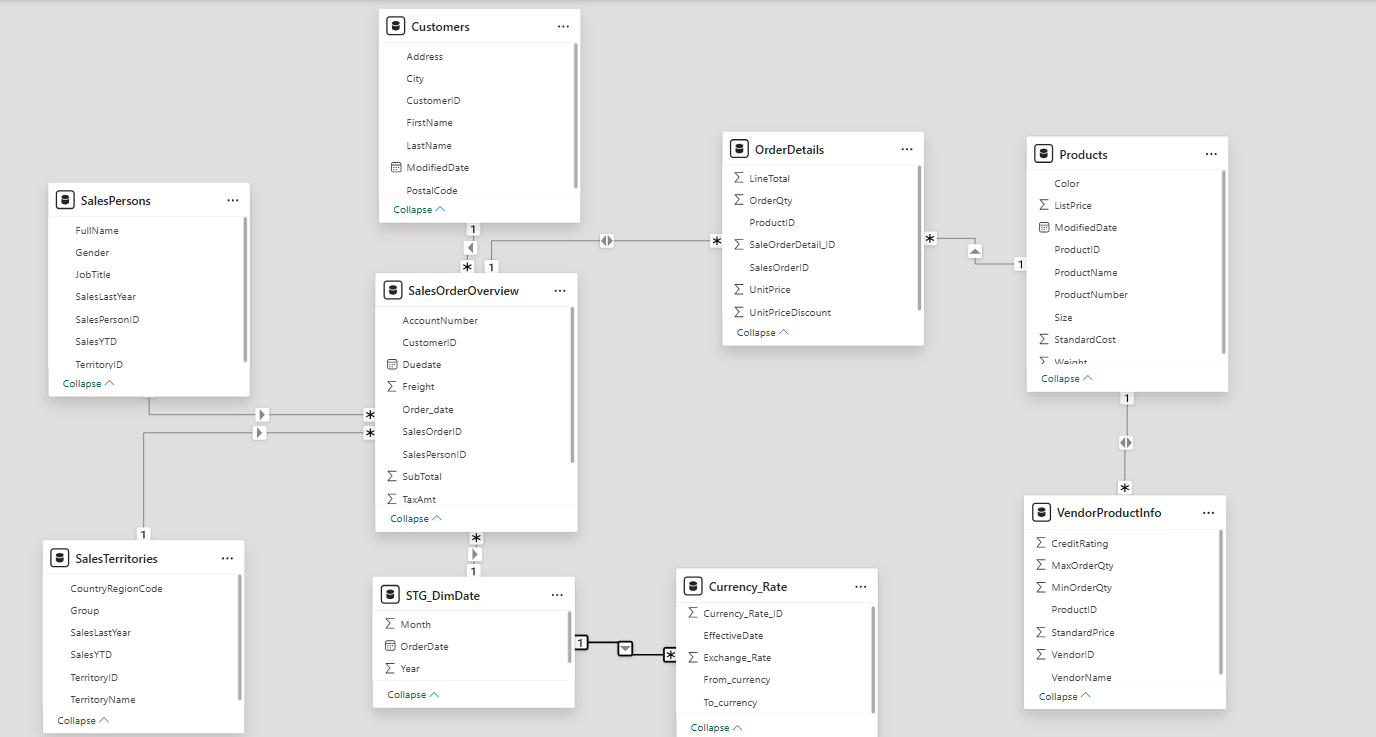 Customers
Address
City
CustomerID
FirstName
LastName
ModifiedDate
PostalCode
Collapse
SalesPersons
FullName
Gender
JobTitle
SalesLastYear
SalesPersonID
SalesYTD
TerritoryID
Collapse
OrderDetails
LineTotal
OrderQty
ProductID
SaleOrderDetail_ID
SalesOrderID
UnitPrice
UnitPriceDiscount
Collapse
Products
Color
ListPrice
ModifiedDate
ProductID
ProductName
ProductNumber
Size
StandardCost
Weight
Collapse
1
*
1
*
*
1
SalesOrderOverview
AccountNumber
CustomerID
Duedate
Freight
Order_date
SalesOrderID
SalesPersonID
SubTotal
TaxAmt
Collapse
*
*
1
*
1
1
*
SalesTerritories
CountryRegionCode
Group
SalesLastYear
SalesYTD
TerritoryID
TerritoryName
Collapse
STG_DimDate
Month
OrderDate
Year
Collapse
1
*
Currency_Rate
Currency_Rate_ID
EffectiveDate
Exchange_Rate
From_currency
To_currency
Collapse
VendorProductInfo
CreditRating
MaxOrderQty
MinOrderQty
ProductID
StandardPrice
VendorID
VendorName
Collapse